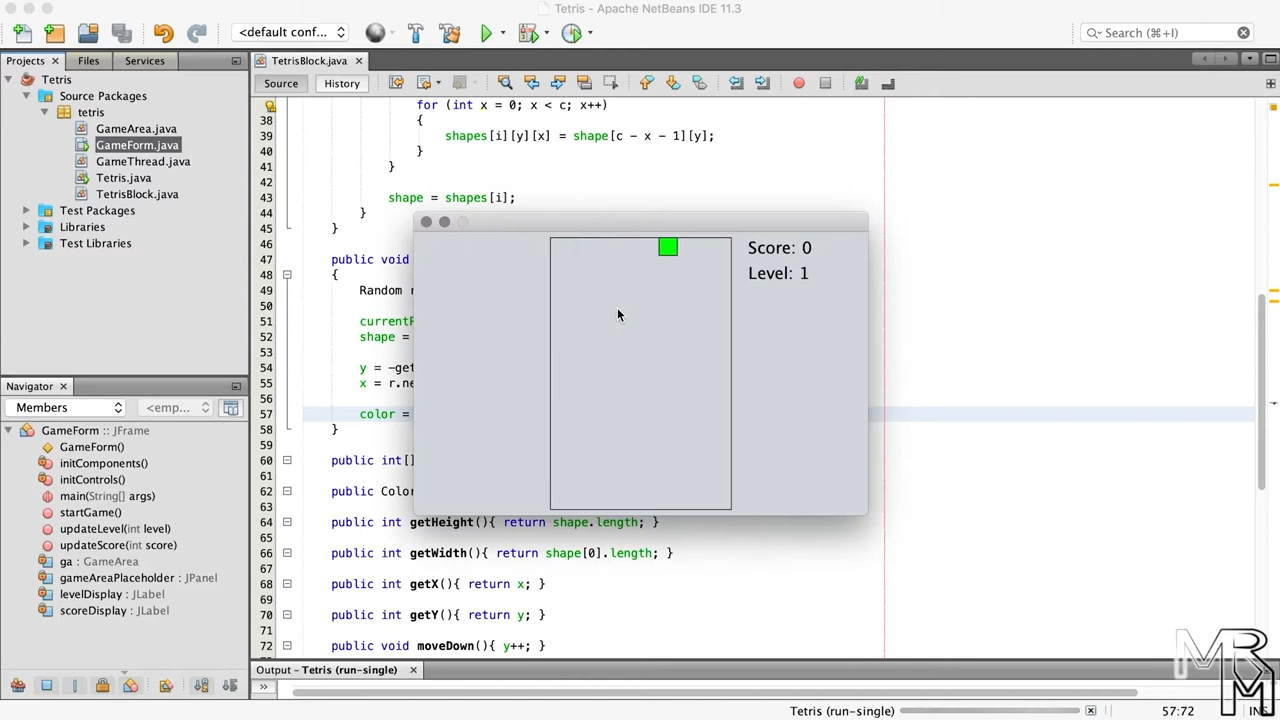 Tetris - Apache NetBeans IDE 11.3
<default conf...
Search (⌘+I)
Projects
Files
Services
TetrisBlock.java
Source
History
Tetris
Source Packages
tetris
GameArea.java
GameForm.java
GameThread.java
Tetris.java
TetrisBlock.java
Test Packages
Libraries
Test Libraries
Navigator
Members
<emp...
GameForm :: JFrame
GameForm()
initComponents()
initControls()
main(String[] args)
startGame()
updateLevel(int level)
updateScore(int score)
ga : GameArea
gameAreaPlaceholder : JPanel
levelDisplay : JLabel
scoreDisplay : JLabel
for (int x = 0; x < c; x++)
38 {
39 shapes[i][y][x] = shape[c - x - 1][y];
40 }
41 }
42
43 shape = shapes[i];
44 }
45 }
46
47 public void
48 {
49 Random r
50
51 currentR
52 shape =
53
54 y = -get
55 x = r.ne
56
57 color =
58 }
59
60 public int[]
61
62 public Color
63
64 public int getHeight(){ return shape.length; }
65
66 public int getWidth(){ return shape[0].length; }
67
68 public int getX(){ return x; }
69
70 public int getY(){ return y; }
71
72 public void moveDown(){ y++; }
Score: 0
Level: 1
Output - Tetris (run-single)
Tetris (run-single)
57:72
MRM